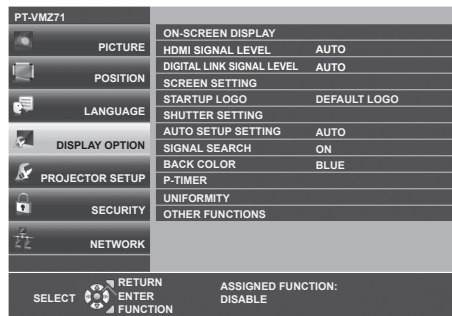 PT-VMZ71
PICTURE
POSITION
LANGUAGE
DISPLAY OPTION
PROJECTOR SETUP
SECURITY
NETWORK
ON-SCREEN DISPLAY
HDMI SIGNAL LEVEL AUTO
DIGITAL LINK SIGNAL LEVEL AUTO
SCREEN SETTING
STARTUP LOGO DEFAULT LOGO
SHUTTER SETTING
AUTO SETUP SETTING AUTO
SIGNAL SEARCH ON
BACK COLOR BLUE
P-TIMER
UNIFORMITY
OTHER FUNCTIONS
SELECT
RETURN
ENTER
FUNCTION
ASSIGNED FUNCTION:
DISABLE